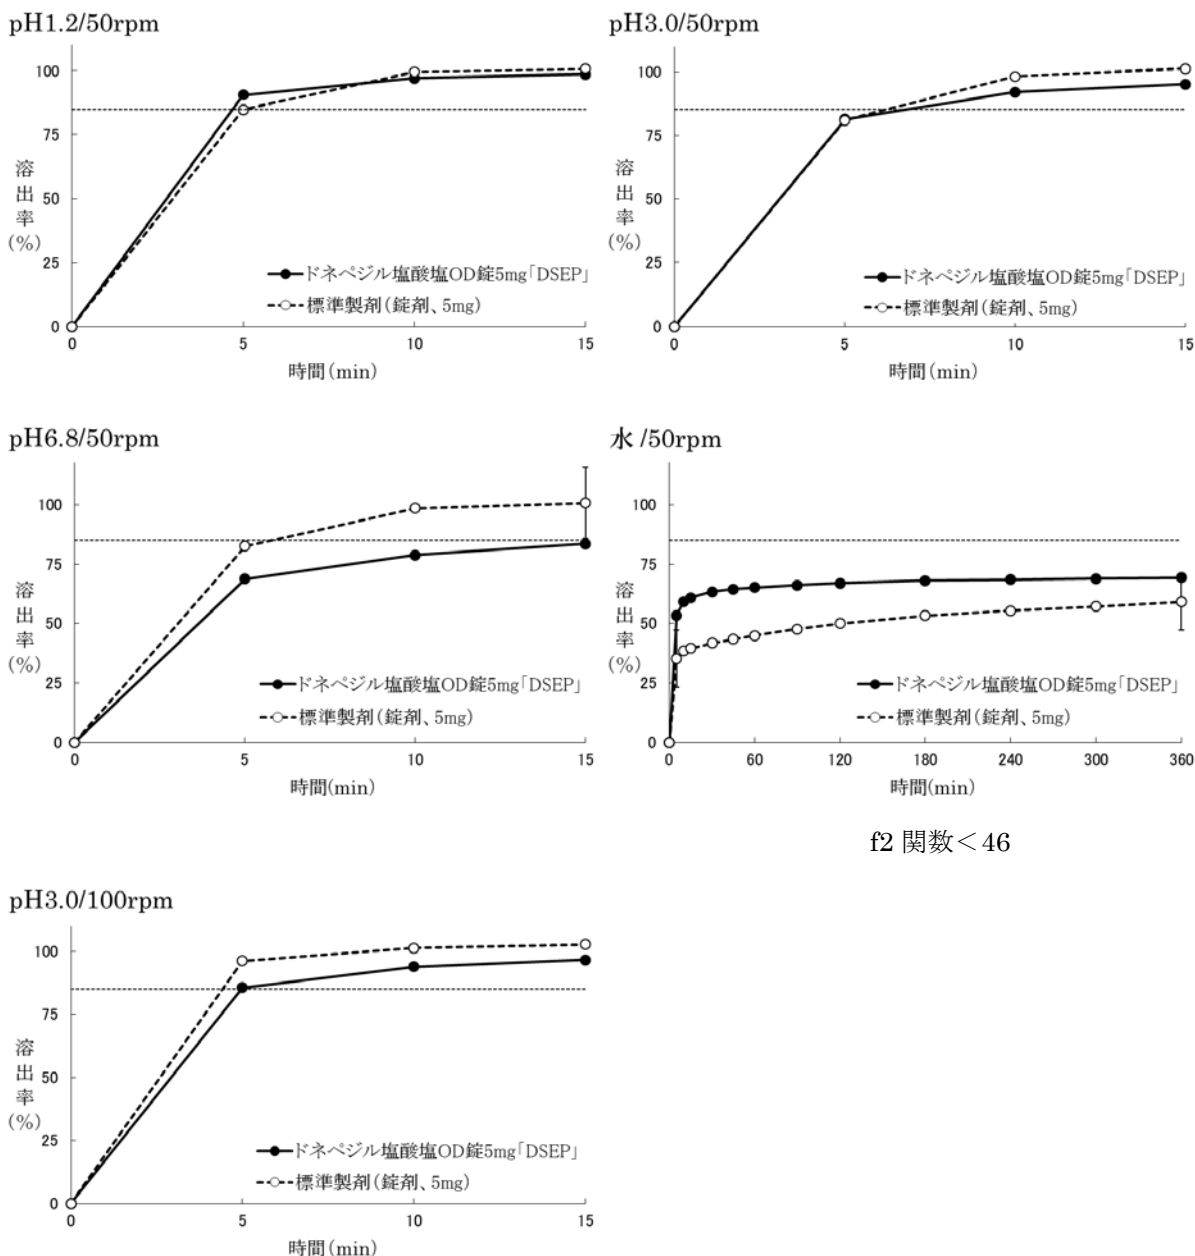 pH1.2/50rpm
100
75
50
25
0
溶出率(%)
0 5 10 15
時間(min)
ドネペジル塩酸塩OD錠5mg「DSEP」
標準製剤(錠剤、5mg)
pH3.0/50rpm
100
75
50
25
0
溶出率(%)
0 5 10 15
時間(min)
ドネペジル塩酸塩OD錠5mg「DSEP」
標準製剤(錠剤、5mg)
pH6.8/50rpm
100
75
50
25
0
溶出率(%)
0 5 10 15
時間(min)
ドネペジル塩酸塩OD錠5mg「DSEP」
標準製剤(錠剤、5mg)
水 /50rpm
100
75
50
25
0
溶出率(%)
0 60 120 180 240 300 360
時間(min)
ドネペジル塩酸塩OD錠5mg「DSEP」
標準製剤(錠剤、5mg)
f2 関数<46
pH3.0/100rpm
100
75
50
25
0
溶出率(%)
0 5 10 15
時間(min)
ドネペジル塩酸塩OD錠5mg「DSEP」
標準製剤(錠剤、5mg)